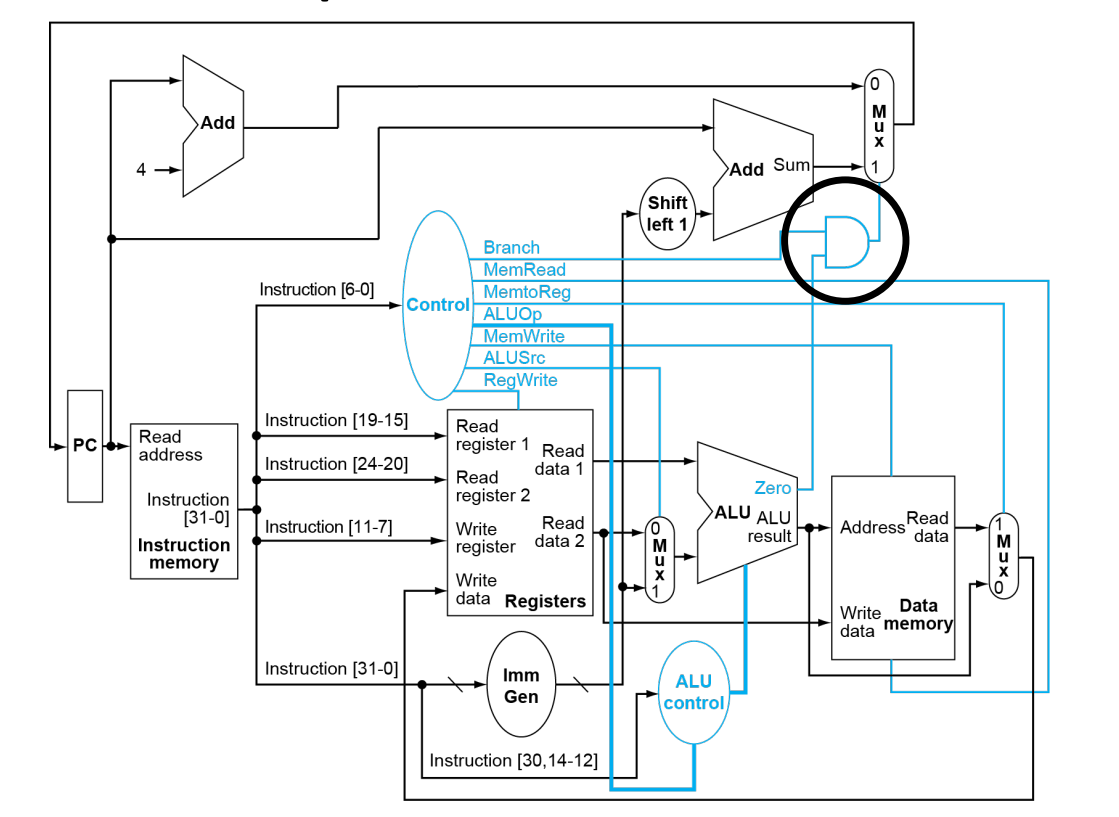 Add
4
Add Sum
0
Mux
1
Shift
left 1
Branch
MemRead
MemtoReg
ALUOp
MemWrite
ALUSrc
RegWrite
Control
Instruction [6-0]
PC
Read
address
Instruction
[31-0]
Instruction
memory
Instruction [19-15]
Instruction [24-20]
Instruction [11-7]
Instruction [31-0]
Read
register 1
Read
register 2
Write
register
Write
data
Read
data 1
Read
data 2
Registers
0
Mux
1
Zero
ALU
ALU
result
Address
Read
data
Write
data
Data
memory
1
Mux
0
Imm
Gen
ALU
control
Instruction [30,14-12]